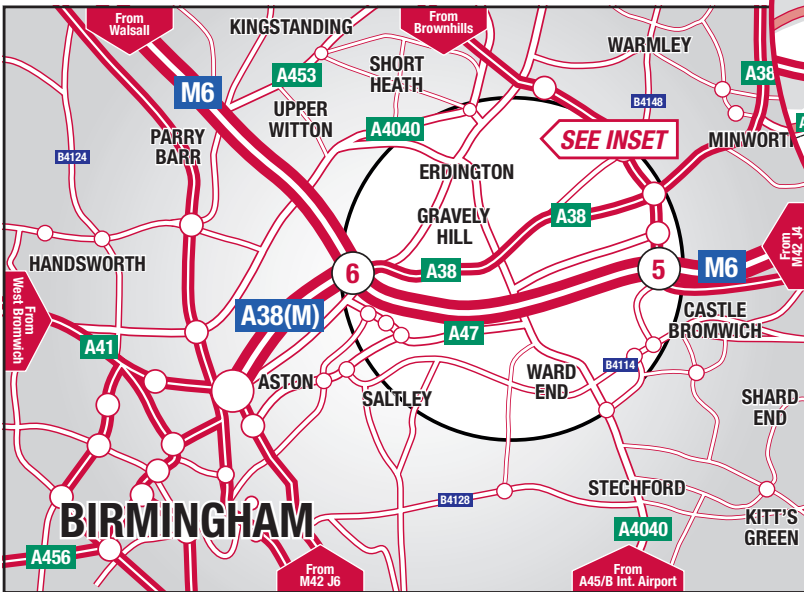 From
Walsall
KINGSTANDING
From
Brownhills
WARMLEY
A453
SHORT
HEATH
A38
M6
UPPER
WITTON
B4148
A4040
PARRY
BARR
SEE INSET
MINWORTH
B4124
ERDINGTON
GRAVELY
HILL
A38
From
M42 J4
HANDSWORTH
6
A38
5
M6
From
West Bromwich
A38(M)
CASTLE
BROMWICH
A41
A47
B4114
ASTON
SALTLEY
WARD
END
SHARD
END
BIRMINGHAM
B4128
STECHFORD
KITT'S
GREEN
A4040
A456
From
M42 J6
From
A45/B Int. Airport